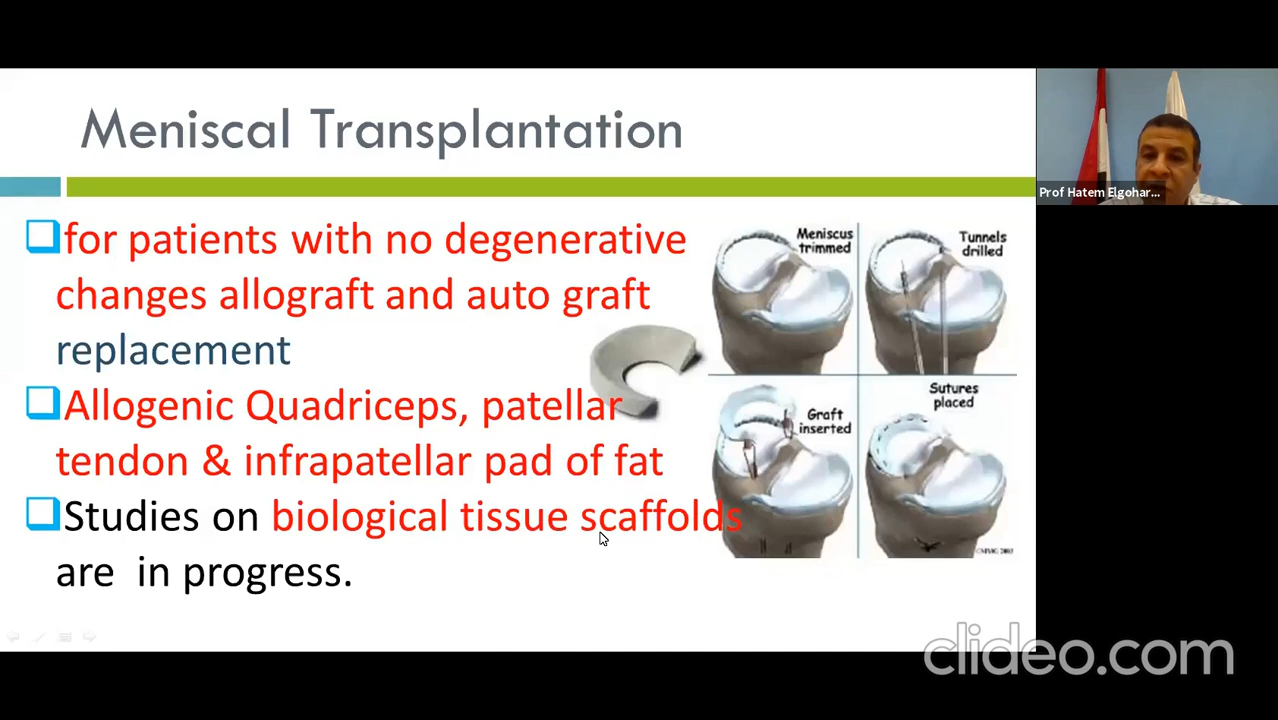 Meniscal Transplantation
for patients with no degenerative
changes allograft and auto graft
replacement
Allogenic Quadriceps, patellar
tendon & infrapatellar pad of fat
Studies on biological tissue scaffolds
are in progress.
Meniscus
trimmed
Tunnels
drilled
Graft
inserted
Sutures
placed
Prof Hatem Elgohar...
clideo.com